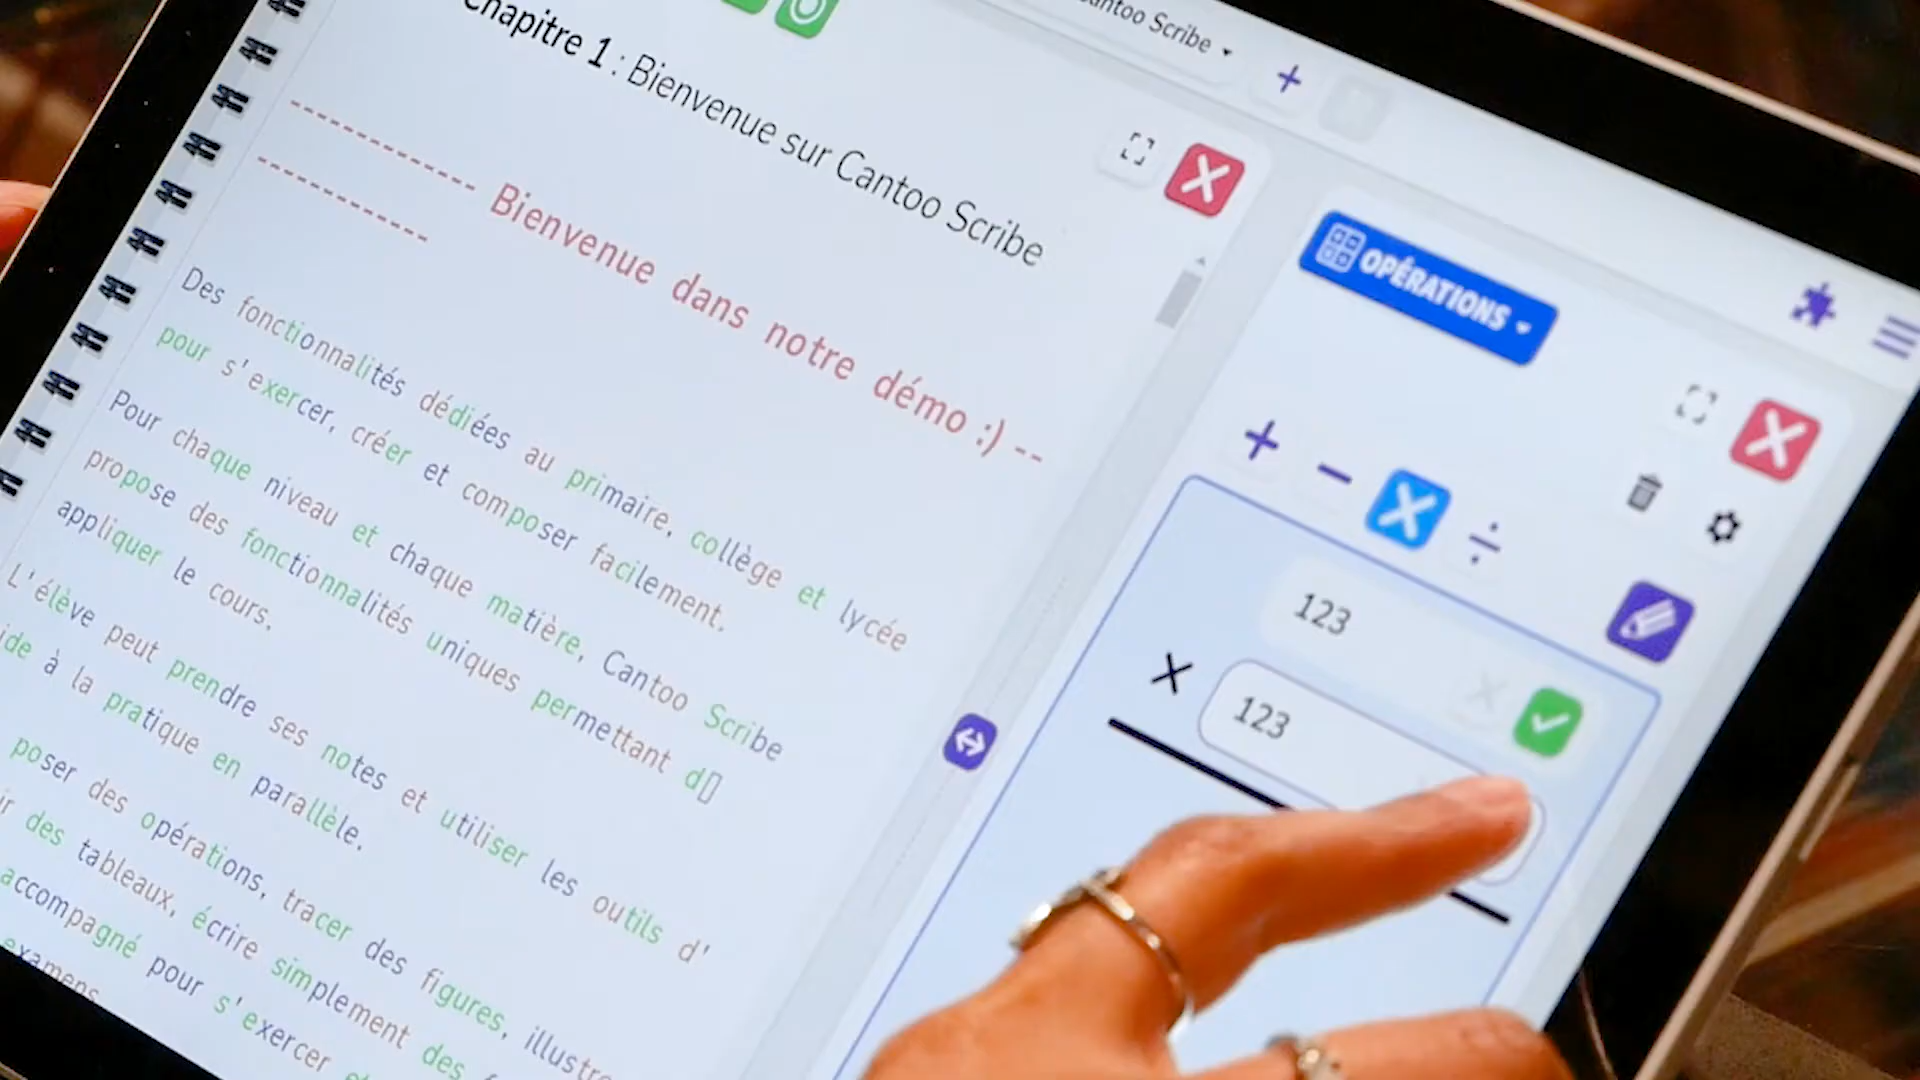 Cantoo Scribe
Chapitre 1 : Bienvenue sur Cantoo Scribe
------------ Bienvenue dans notre démo :) --
-----------
Des fonctionnalités dédiées au primaire, collège et lycée
pour s'exercer, créer et composer facilement.
Pour chaque niveau et chaque matière, Cantoo Scribe
propose des fonctionnalités uniques permettant d▯
appliquer le cours.
L'élève peut prendre ses notes et utiliser les outils d'
à la pratique en parallèle.
poser des opérations, tracer des figures,
des tableaux, écrire simplement des
accompagné pour s'exercer
examens
OPÉRATIONS
+ − X ÷
123
X 123